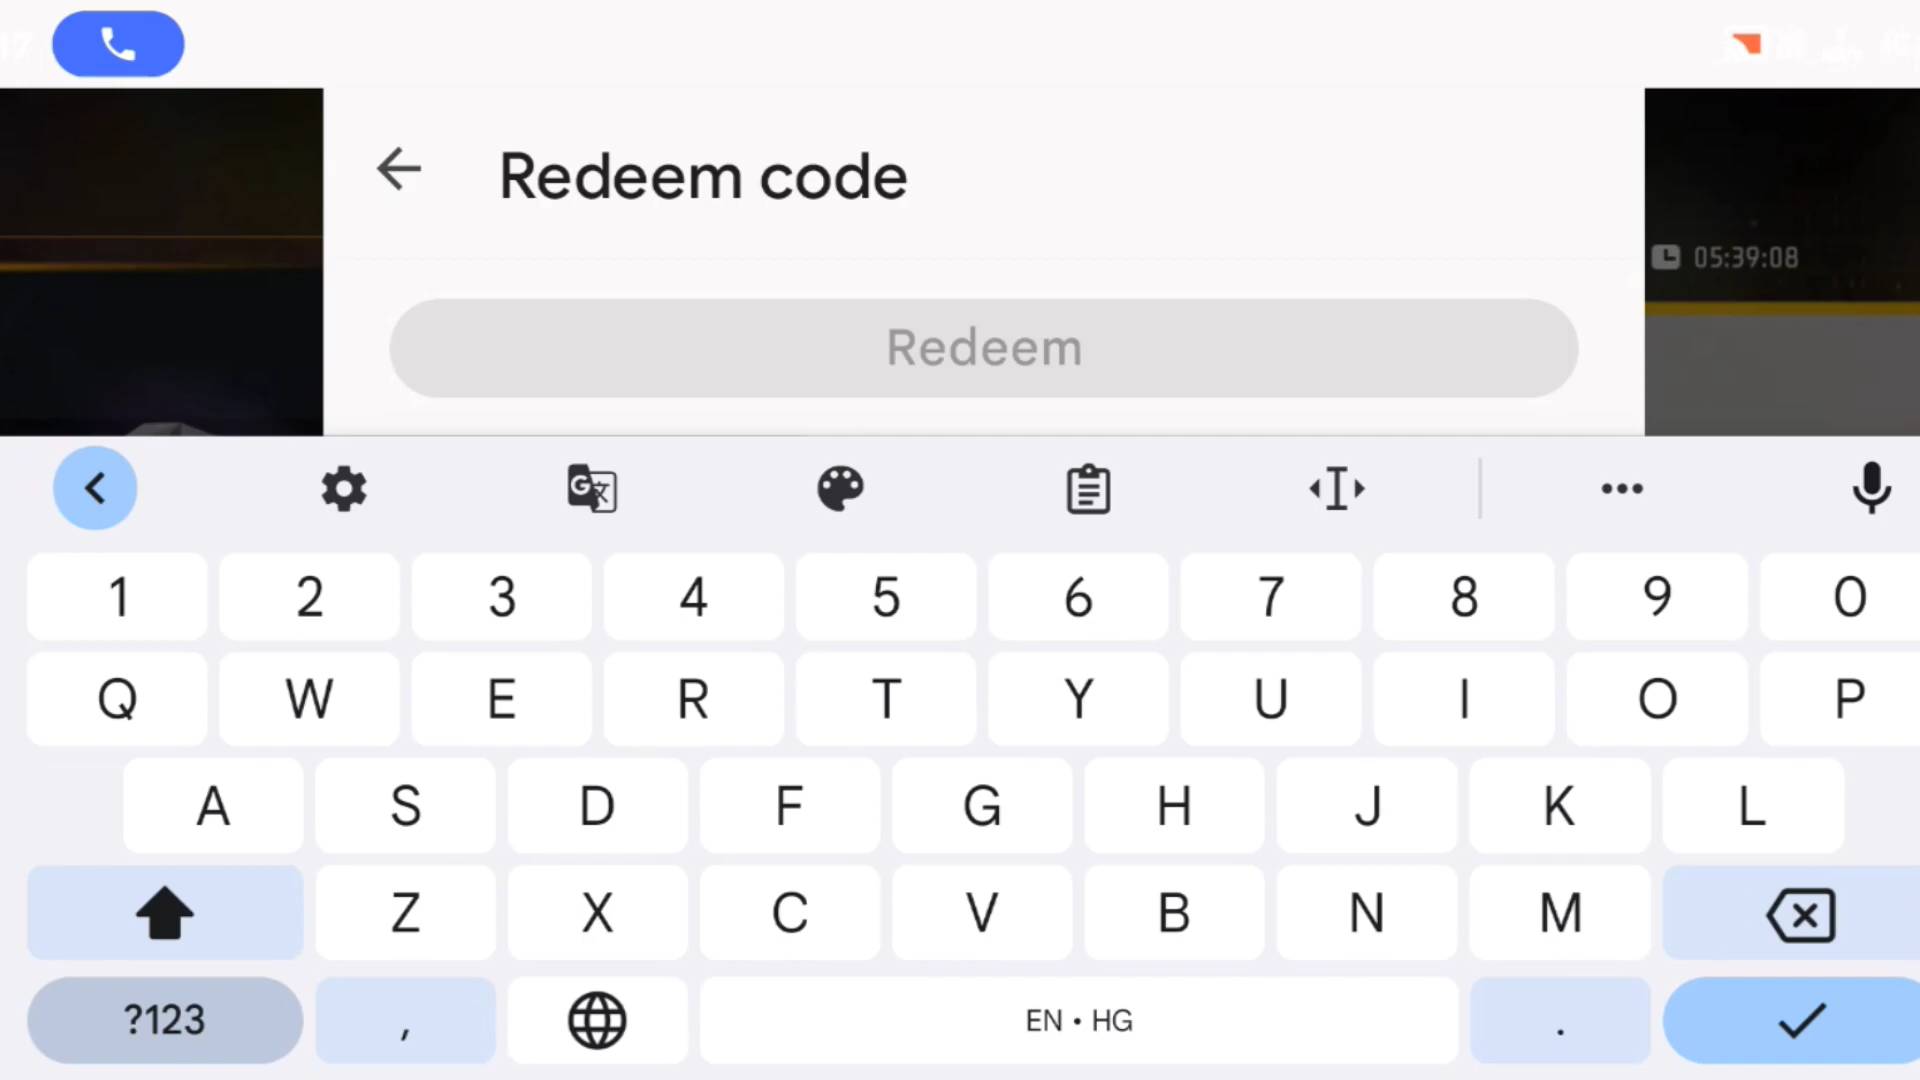 Redeem code
05:39:08
Redeem
1 2 3 4 5 6 7 8 9 0
Q W E R T Y U I O P
A S D F G H J K L
Z X C V B N M
?123 , EN • HG .